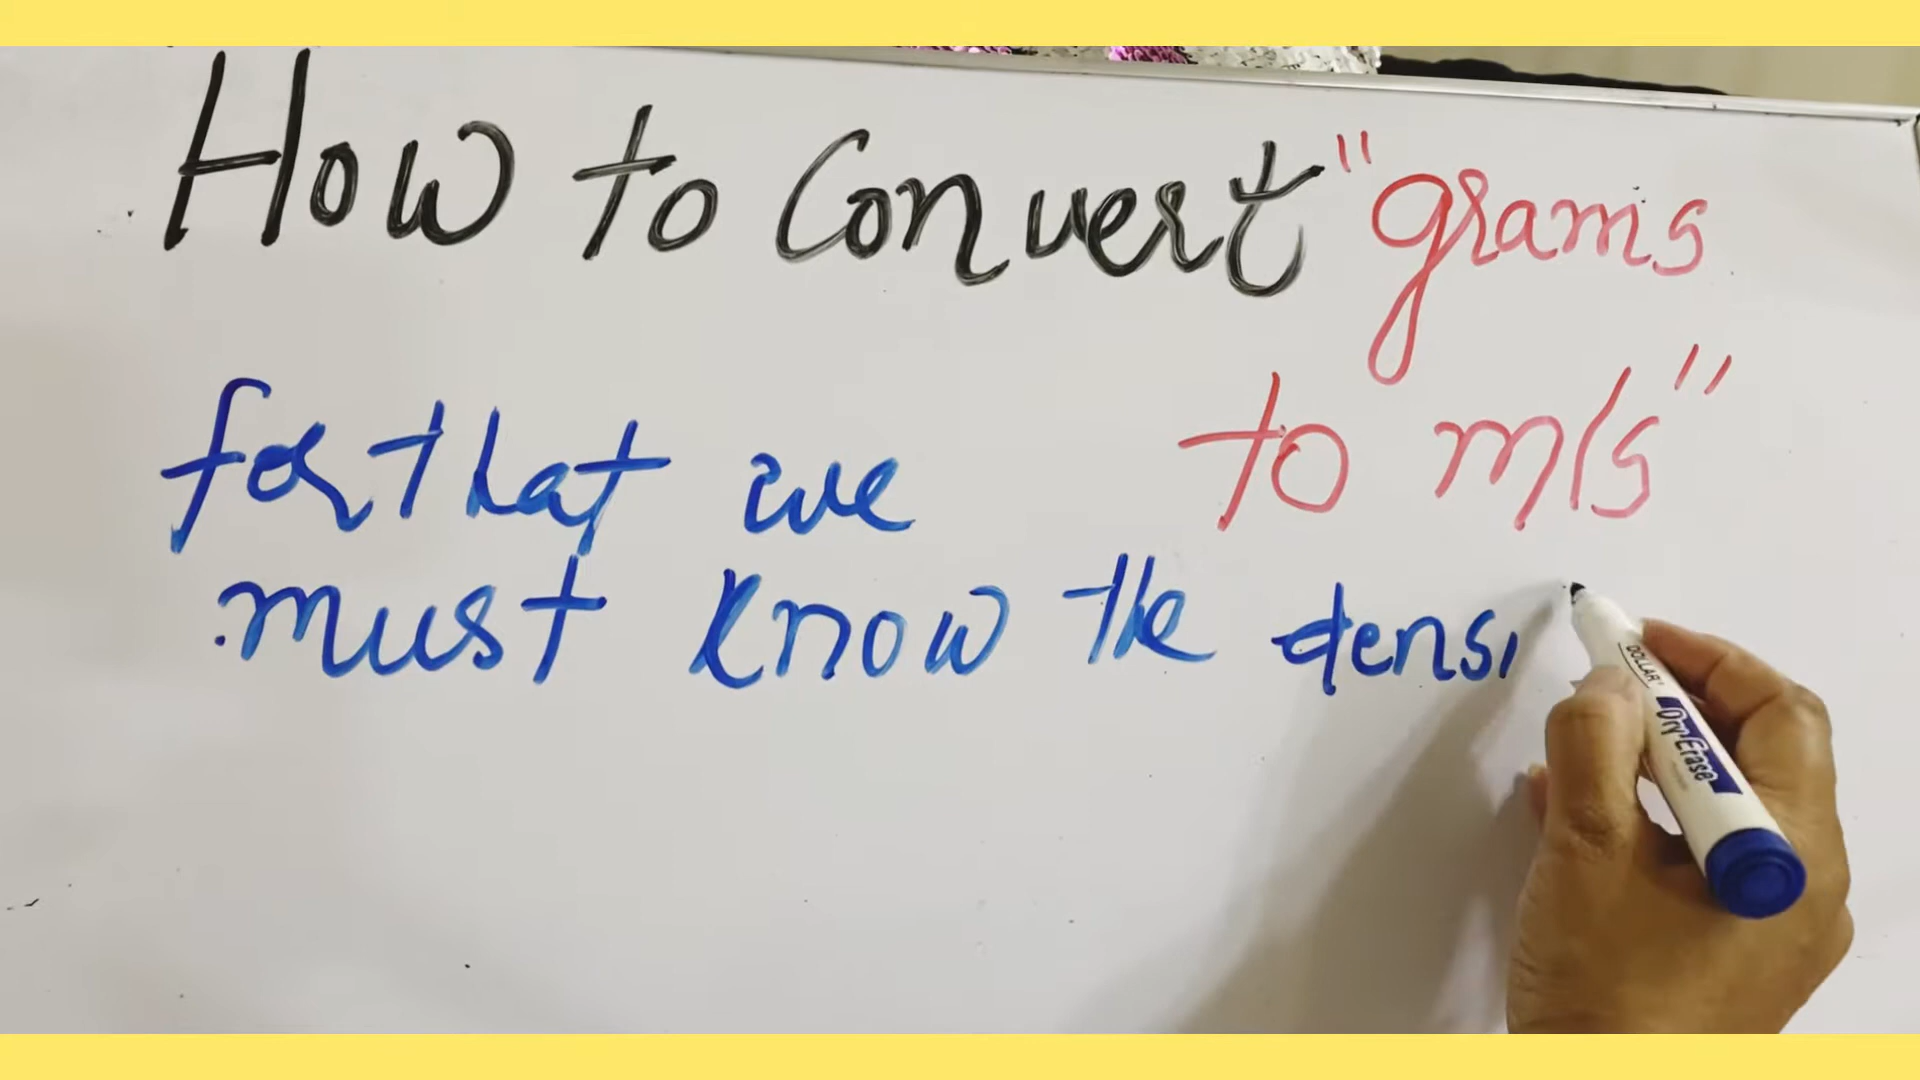 How to Convert "grams
to mls"
for that we
must know the densi
DOLLAR
Dry Erase